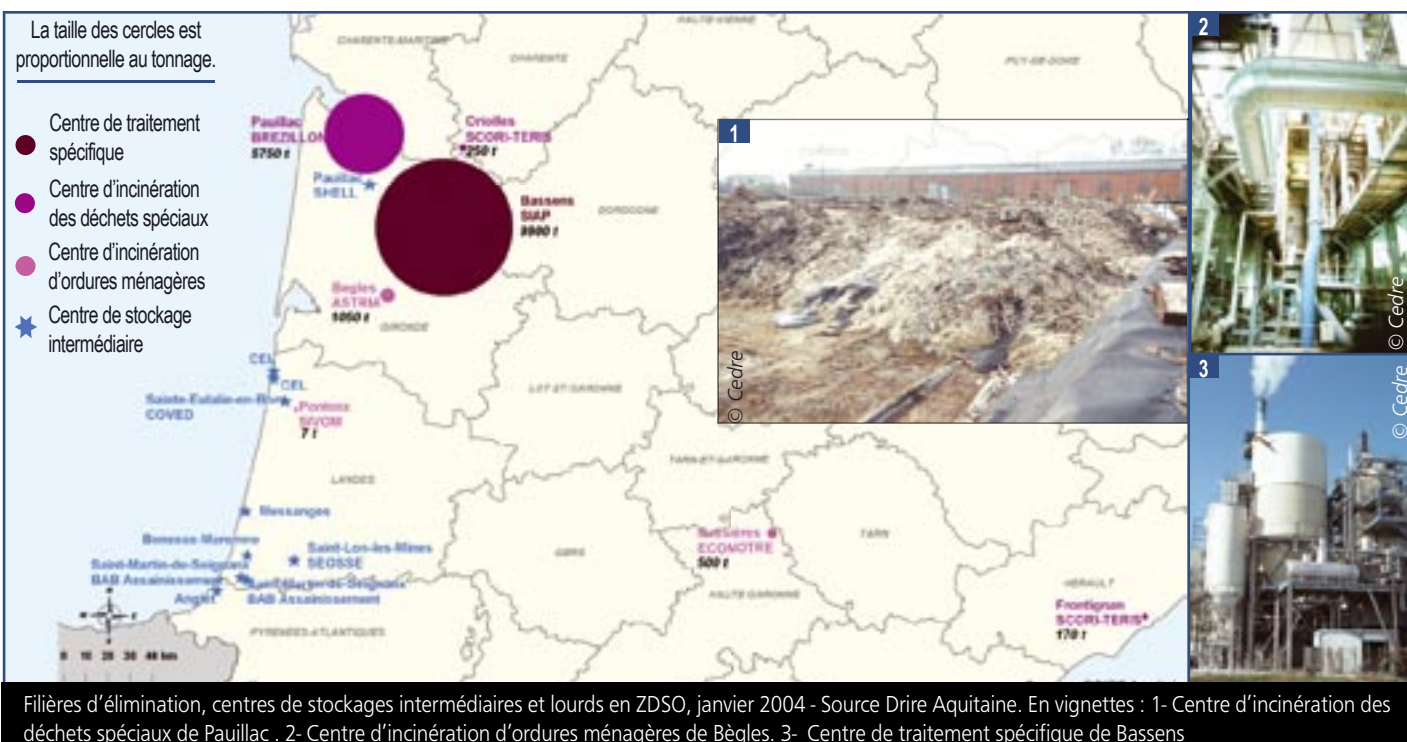 La taille des cercles est
proportionnelle au tonnage.
Centre de traitement
spécifique
Centre d'incinération
des déchets spéciaux
Centre d'incinération
d'ordures ménagères
Centre de stockage
intermédiaire
CHARENTE-MARITIME
CHARENTE
HAUTE-VIENNE
PUY-DE-DOME
Pauillac
BREZILLON
5750 t
Criolles
SCORI-TERIS
250 t
Pauillac
SHELL
Bassens
SIAP
9900 t
DORDOGNE
Bègles
ASTRIA
1050 t
GIRONDE
CEL
CEL
Sainte-Eulalie-en-Born
COVED
Pontenx
SIVOM
7 t
LOT-ET-GARONNE
TARN-ET-GARONNE
LANDES
Messanges
Saint-Lon-les-Mines
SEOSSE
Saint-Martin-de-Seignanx
BAB Assainissement
BAB Assainissement
Anglet
GERS
ECONOTRE
500 t
TARN
HAUTE GARONNE
HERAULT
Frontignan
SCORI-TERIS
170 t
PYRENEES-ATLANTIQUES
0 10 20 30 40 km
1
© Cedre
2
© Cedre
3
© Cedre
Filières d'élimination, centres de stockages intermédiaires et lourds en ZDSO, janvier 2004 - Source Drire Aquitaine. En vignettes : 1- Centre d'incinération des
déchets spéciaux de Pauillac . 2- Centre d'incinération d'ordures ménagères de Bègles. 3- Centre de traitement spécifique de Bassens